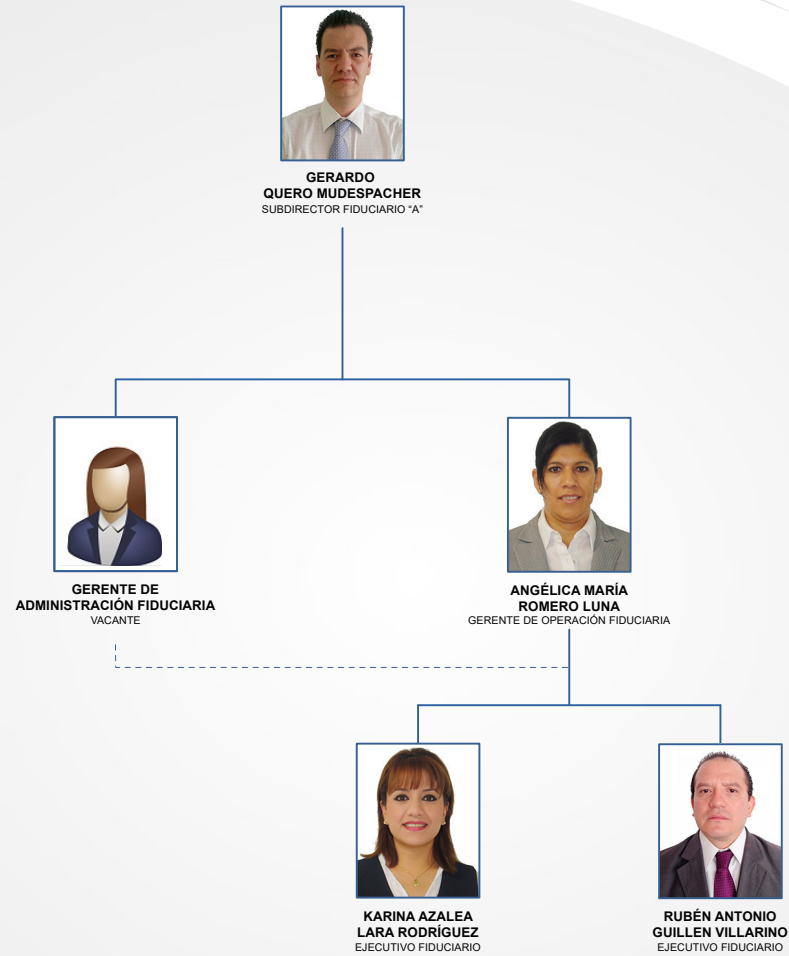 GERARDO
QUERO MUDESPACHER
SUBDIRECTOR FIDUCIARIO “A”
GERENTE DE
ADMINISTRACIÓN FIDUCIARIA
VACANTE
ANGÉLICA MARÍA
ROMERO LUNA
GERENTE DE OPERACIÓN FIDUCIARIA
KARINA AZALEA
LARA RODRÍGUEZ
EJECUTIVO FIDUCIARIO
RUBÉN ANTONIO
GUILLEN VILLARINO
EJECUTIVO FIDUCIARIO